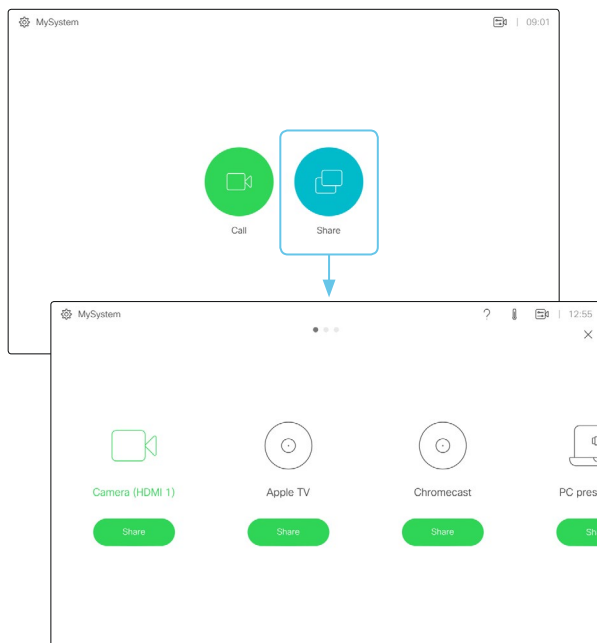 MySystem | 09:01
Call Share
MySystem | 12:55
Camera (HDMI 1) Apple TV Chromecast PC pres
Share Share Share Sh